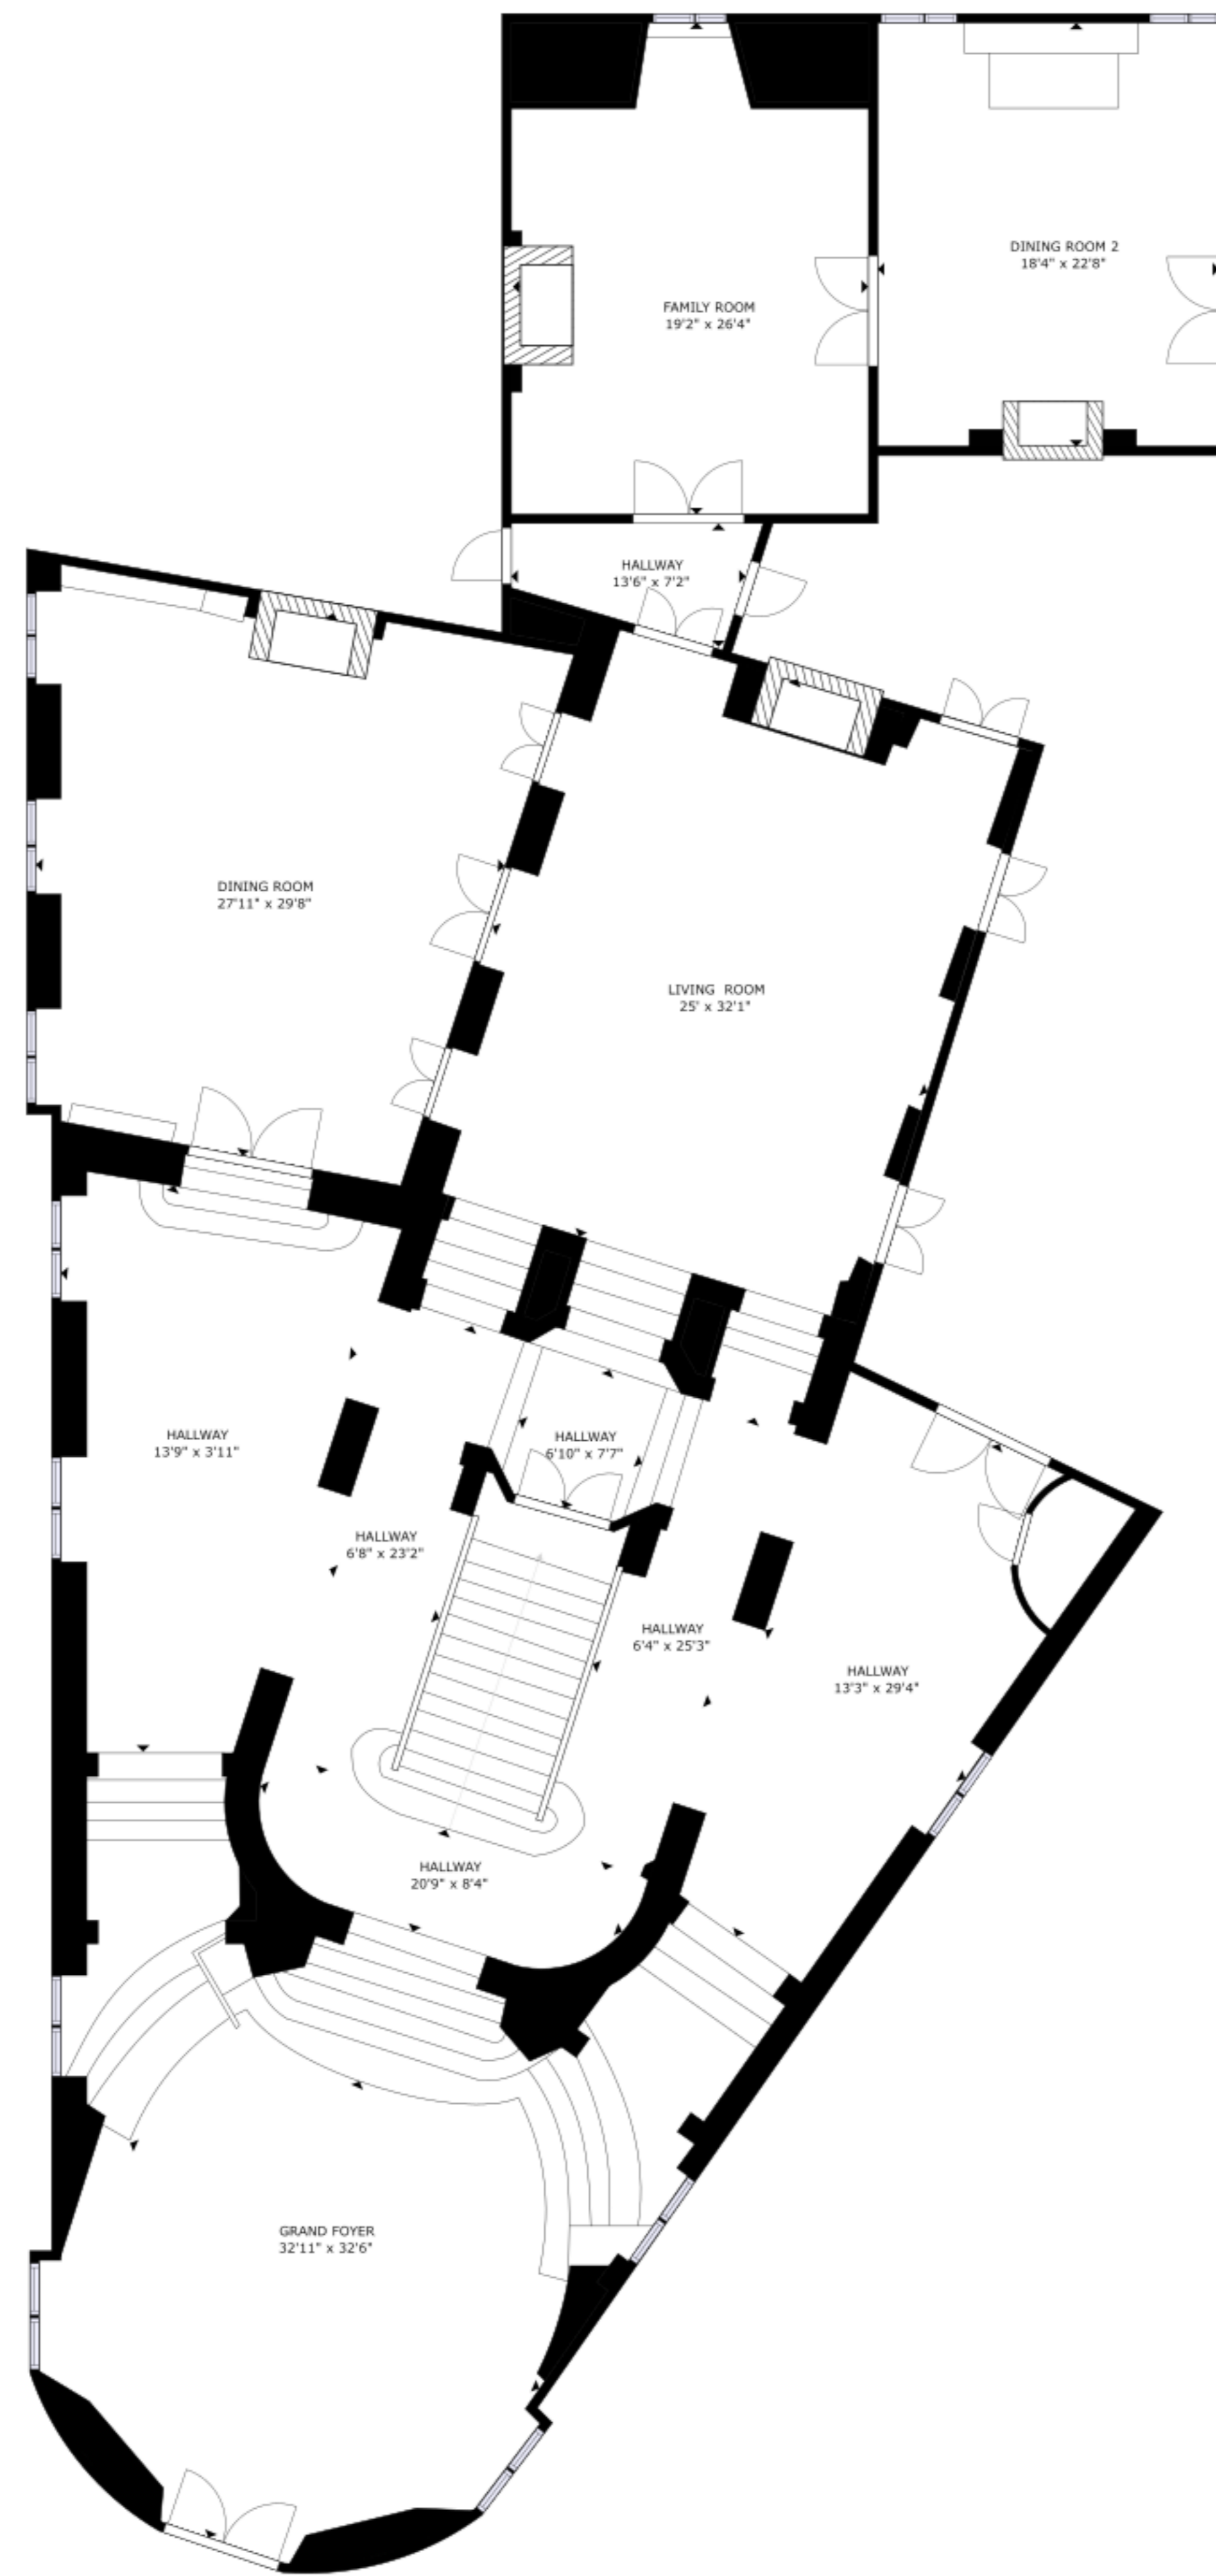 DINING ROOM 2
18'4" x 22'8"
FAMILY ROOM
19'2" x 26'4"
HALLWAY
13'6" x 7'2"
DINING ROOM
27'11" x 29'8"
LIVING ROOM
25' x 32'1"
HALLWAY
13'9" x 3'11"
HALLWAY
6'10" x 7'7"
HALLWAY
6'8" x 23'2"
HALLWAY
6'4" x 25'3"
HALLWAY
13'3" x 29'4"
HALLWAY
20'9" x 8'4"
GRAND FOYER
32'11" x 32'6"